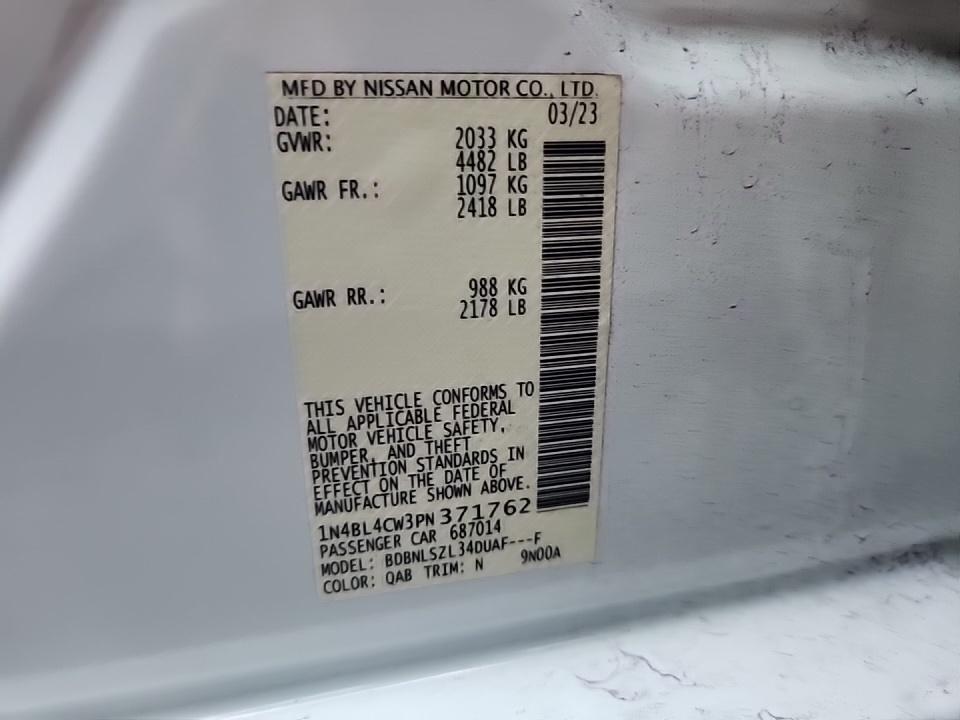 MFD BY NISSAN MOTOR CO., LTD.
DATE: 03/23
GVWR: 2033 KG
4482 LB
GAWR FR.: 1097 KG
2418 LB
GAWR RR.: 988 KG
2178 LB
THIS VEHICLE CONFORMS TO
ALL APPLICABLE FEDERAL
MOTOR VEHICLE SAFETY,
BUMPER, AND THEFT
PREVENTION STANDARDS IN
EFFECT ON THE DATE OF
MANUFACTURE SHOWN ABOVE.
1N4BL4CW3PN371762
PASSENGER CAR 687014
MODEL: BDBNLSZL34DUAF---F
COLOR: QAB TRIM: N 9N00A